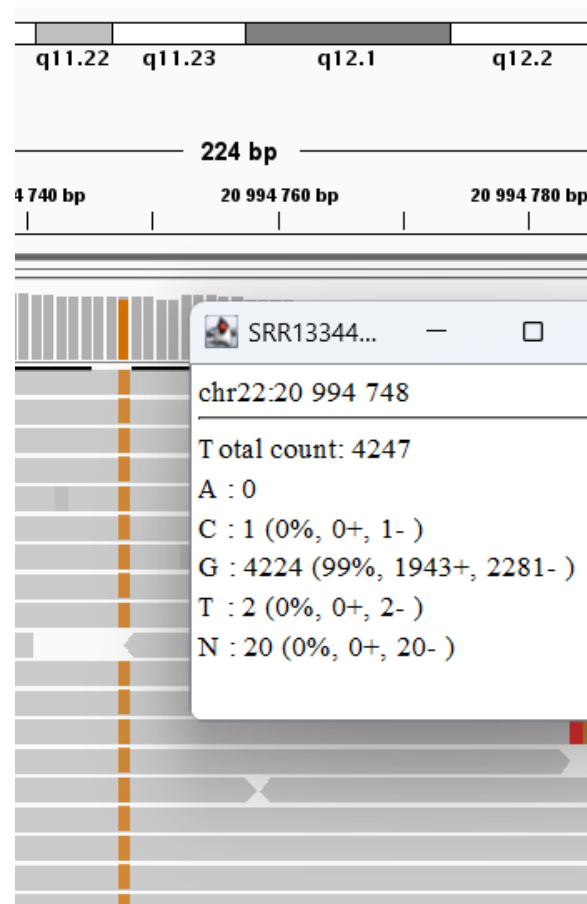 q11.22 q11.23 q12.1 q12.2
224 bp
4 740 bp 20 994 760 bp 20 994 780 bp
SRR13344...
chr22:20 994 748
Total count: 4247
A : 0
C : 1 (0%, 0+, 1- )
G : 4224 (99%, 1943+, 2281- )
T : 2 (0%, 0+, 2- )
N : 20 (0%, 0+, 20- )